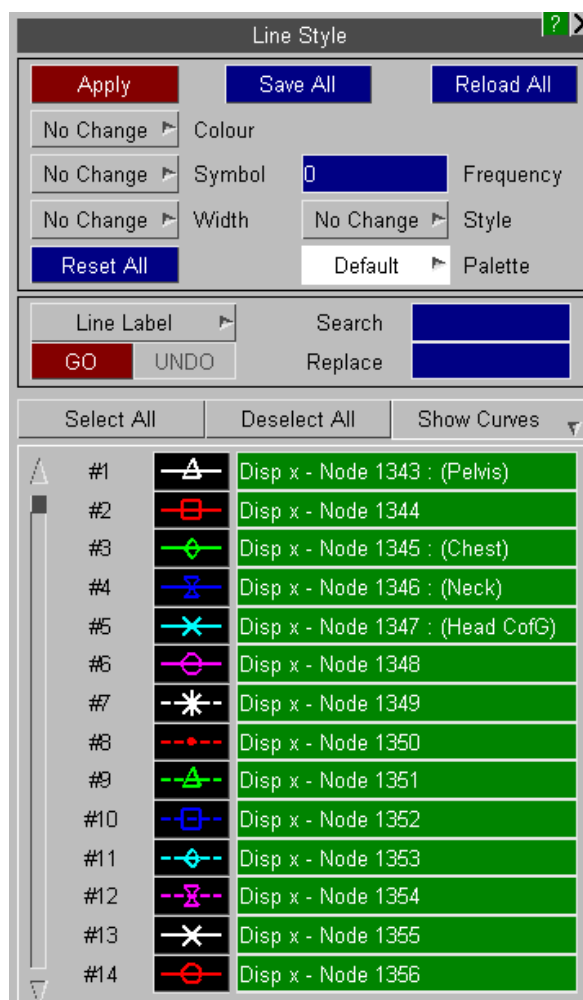 Line Style ? X
Apply Save All Reload All
No Change Colour
No Change Symbol 0 Frequency
No Change Width No Change Style
Reset All Default Palette
Line Label Search
GO UNDO Replace
Select All Deselect All Show Curves
#1 Disp x - Node 1343 : (Pelvis)
#2 Disp x - Node 1344
#3 Disp x - Node 1345 : (Chest)
#4 Disp x - Node 1346 : (Neck)
#5 Disp x - Node 1347 : (Head CofG)
#6 Disp x - Node 1348
#7 Disp x - Node 1349
#8 Disp x - Node 1350
#9 Disp x - Node 1351
#10 Disp x - Node 1352
#11 Disp x - Node 1353
#12 Disp x - Node 1354
#13 Disp x - Node 1355
#14 Disp x - Node 1356